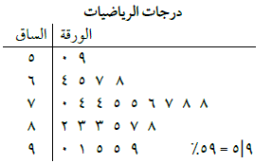 درجات الرياضيات
الساق الورقة
٥ ٠ ٩
٦ ٤ ٥ ٧ ٨
٧ ٠ ٤ ٤ ٥ ٥ ٦ ٧ ٨ ٨
٨ ٢ ٣ ٣ ٥ ٧ ٨
٩ ٠ ١ ٥ ٥ ٩
٥|٩ = ٥٩٪